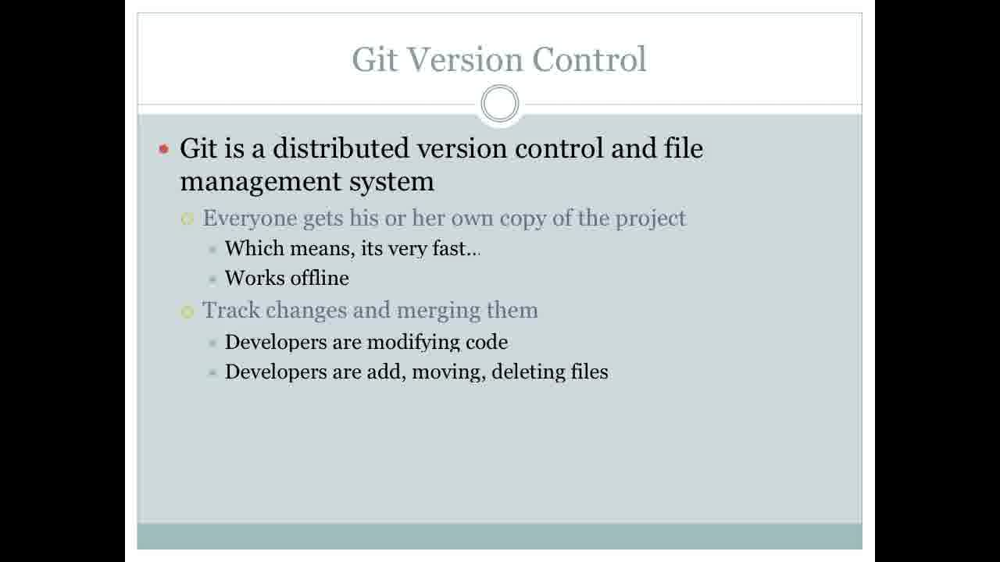 Git Version Control
Git is a distributed version control and file
management system
Everyone gets his or her own copy of the project
Which means, its very fast...
Works offline
Track changes and merging them
Developers are modifying code
Developers are add, moving, deleting files